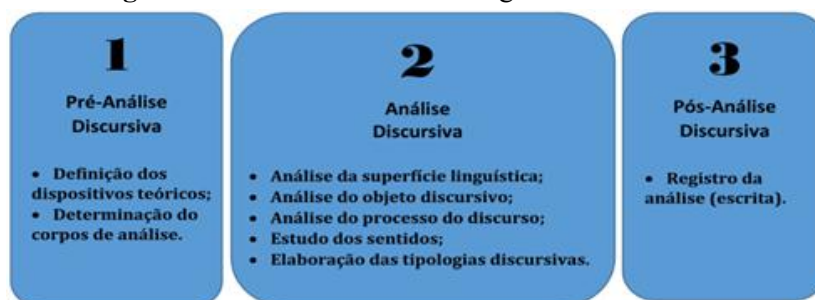 1
Pré-Análise
Discursiva
• Definição dos
dispositivos teóricos;
• Determinação do
corpos de análise.
2
Análise
Discursiva
• Análise da superfície linguística;
• Análise do objeto discursivo;
• Análise do processo do discurso;
• Estudo dos sentidos;
• Elaboração das tipologias discursivas.
3
Pós-Análise
Discursiva
• Registro da
análise (escrita).